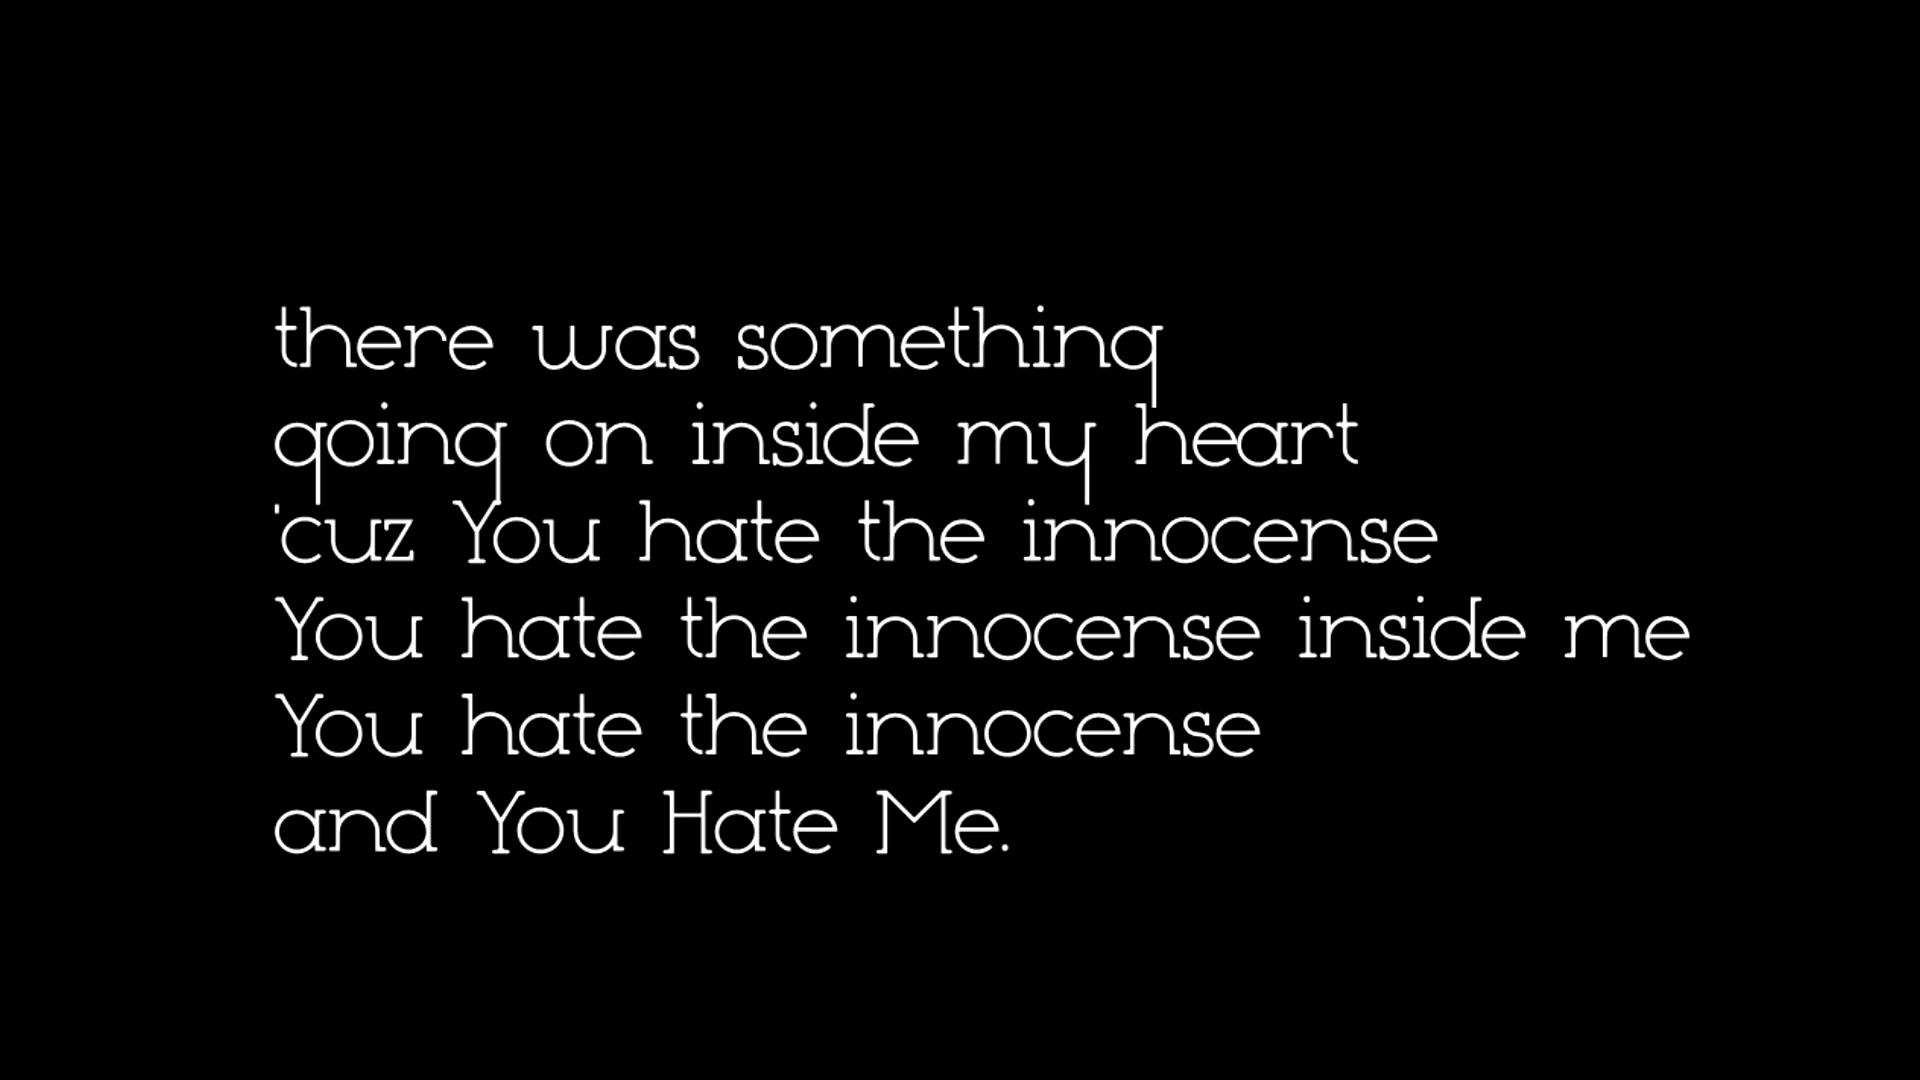 there was something
going on inside my heart
'cuz You hate the innocense
You hate the innocense inside me
You hate the innocense
and You Hate Me.